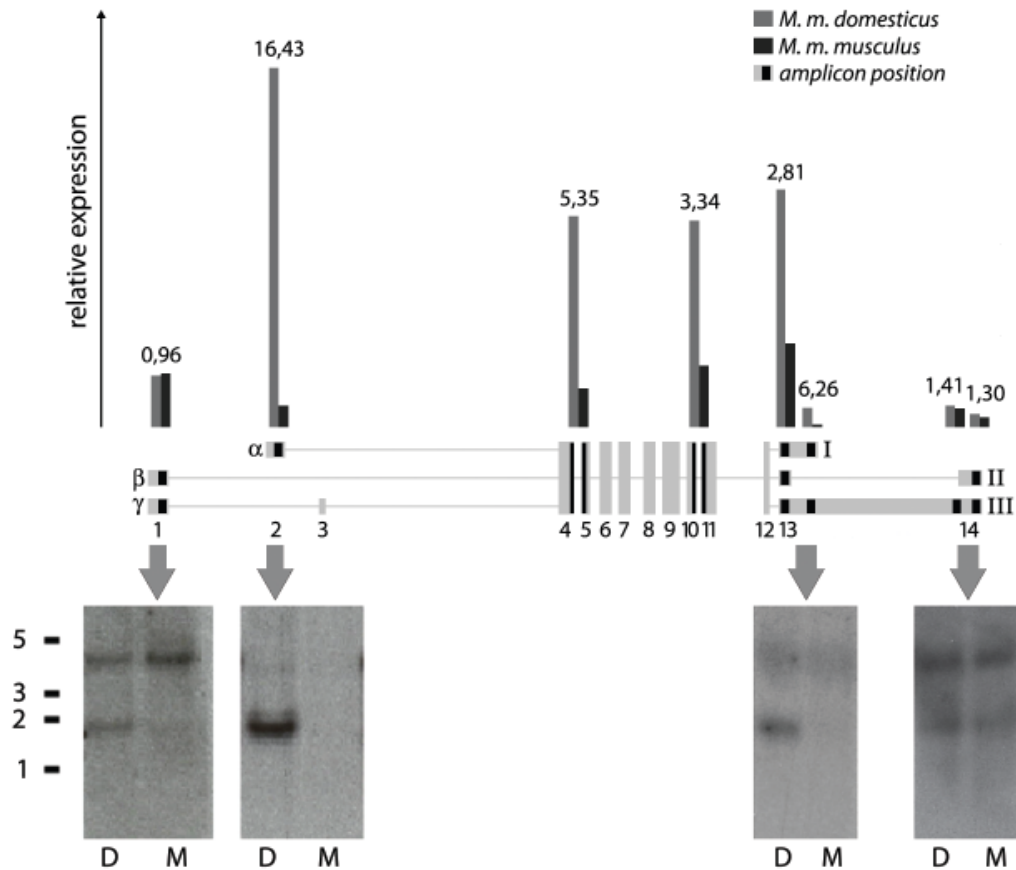 M. m. domesticus
M. m. musculus
amplicon position
relative expression
16,43
0,96
5,35
3,34
2,81
6,26
1,41
1,30
α
I
β
II
γ
III
1 2 3 4 5 6 7 8 9 10 11 12 13 14
5
3
2
1
D M D M D M D M